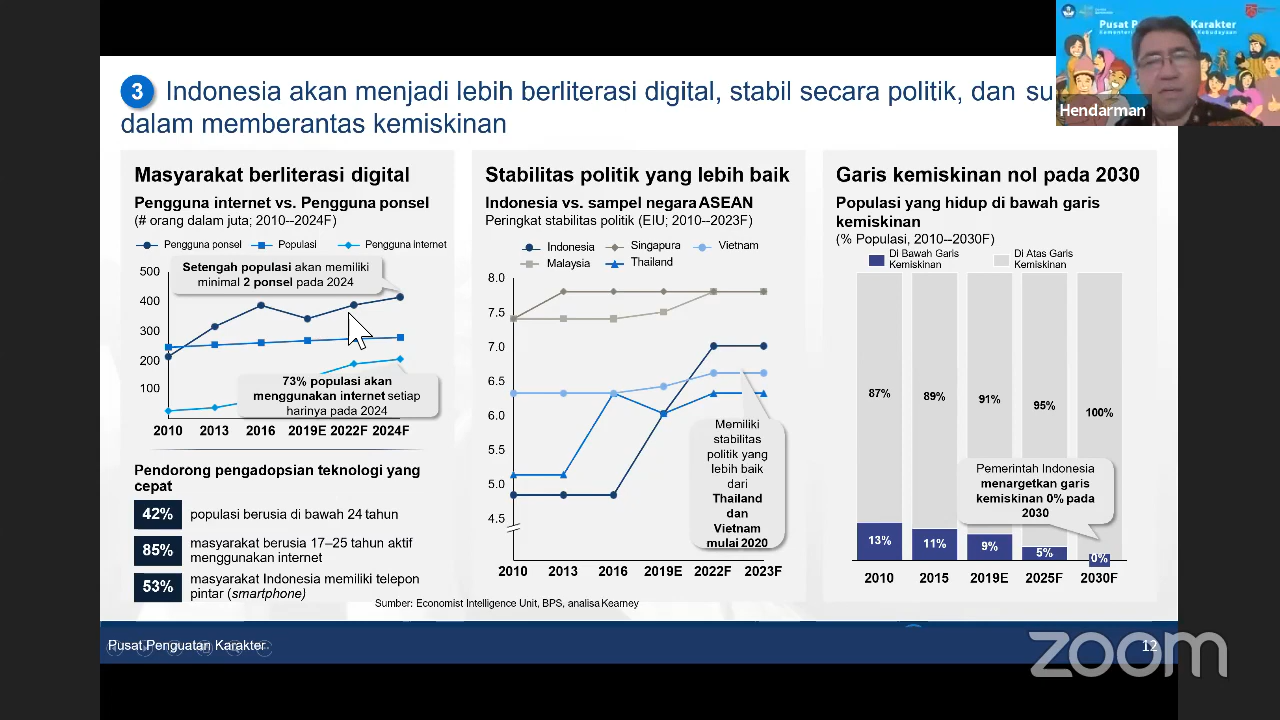 3 Indonesia akan menjadi lebih berliterasi digital, stabil secara politik, dan su
dalam memberantas kemiskinan
Hendarman
Masyarakat berliterasi digital
Pengguna internet vs. Pengguna ponsel
(# orang dalam juta; 2010--2024F)
Pengguna ponsel
Populasi
Pengguna internet
500
400
300
200
100
Setengah populasi akan memiliki
minimal 2 ponsel pada 2024
73% populasi akan
menggunakan internet setiap
harinya pada 2024
2010 2013 2016 2019E 2022F 2024F
Pendorong pengadopsian teknologi yang
cepat
42% populasi berusia di bawah 24 tahun
85% masyarakat berusia 17–25 tahun aktif
menggunakan internet
53% masyarakat Indonesia memiliki telepon
pintar (smartphone)
Stabilitas politik yang lebih baik
Indonesia vs. sampel negara ASEAN
Peringkat stabilitas politik (EIU; 2010--2023F)
Indonesia Singapura Vietnam
Malaysia Thailand
8.0
7.5
7.0
6.5
6.0
5.5
5.0
4.5
Memiliki
stabilitas
politik yang
lebih baik
dari
Thailand
dan
Vietnam
mulai 2020
2010 2013 2016 2019E 2022F 2023F
Garis kemiskinan nol pada 2030
Populasi yang hidup di bawah garis
kemiskinan
(% Populasi, 2010--2030F)
Di Bawah Garis
Kemiskinan
Di Atas Garis
Kemiskinan
87% 89% 91% 95% 100%
Pemerintah Indonesia
menargetkan garis
kemiskinan 0% pada
2030
13% 11% 9% 5% 0%
2010 2015 2019E 2025F 2030F
Sumber: Economist Intelligence Unit, BPS, analisa Kearney
Pusat Penguatan Karakter
12
zoom